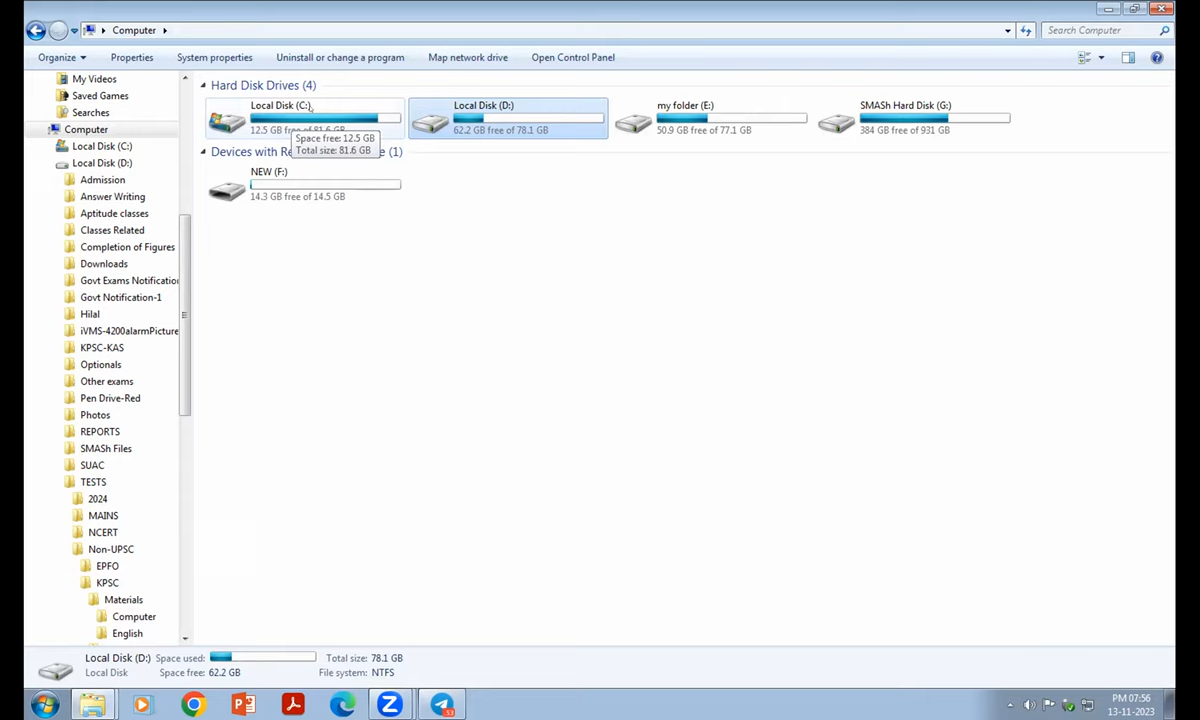 Computer
Search Computer
Organize
Properties
System properties
Uninstall or change a program
Map network drive
Open Control Panel
My Videos
Saved Games
Searches
Computer
Local Disk (C:)
Local Disk (D:)
Admission
Answer Writing
Aptitude classes
Classes Related
Completion of Figures
Downloads
Govt Exams Notification
Govt Notification-1
Hilal
iVMS-4200alarmPicture
KPSC-KAS
Optionals
Other exams
Pen Drive-Red
Photos
REPORTS
SMASh Files
SUAC
TESTS
2024
MAINS
NCERT
Non-UPSC
EPFO
KPSC
Materials
Computer
English
Hard Disk Drives (4)
Local Disk (C:)
12.5 GB free of 81.6 GB
Space free: 12.5 GB
Total size: 81.6 GB
Local Disk (D:)
62.2 GB free of 78.1 GB
my folder (E:)
50.9 GB free of 77.1 GB
SMASh Hard Disk (G:)
384 GB free of 931 GB
Devices with Re e (1)
NEW (F:)
14.3 GB free of 14.5 GB
Local Disk (D:) Space used: Total size: 78.1 GB
Local Disk Space free: 62.2 GB File system: NTFS
33
PM 07:56
13-11-2023